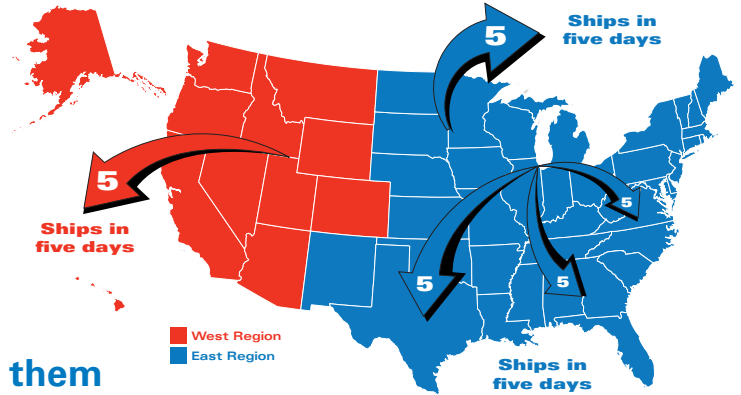 5
Ships in
five days
5
Ships in
five days
5
5
5
West Region
East Region
Ships in
five days
them